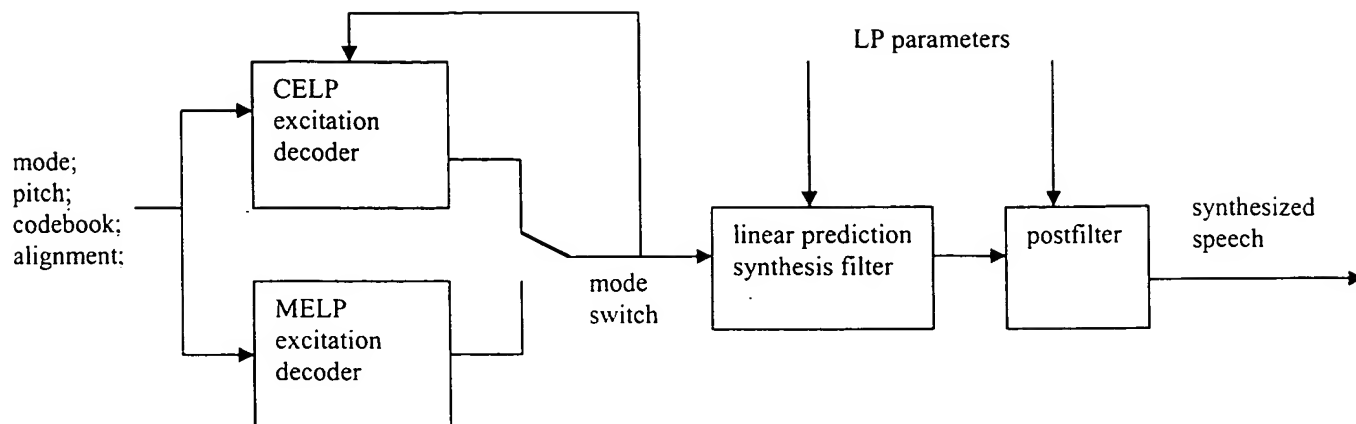 LP parameters
CELP
excitation
decoder
mode;
pitch;
codebook;
alignment;
MELP
excitation
decoder
mode
switch
linear prediction
synthesis filter
postfilter
synthesized
speech